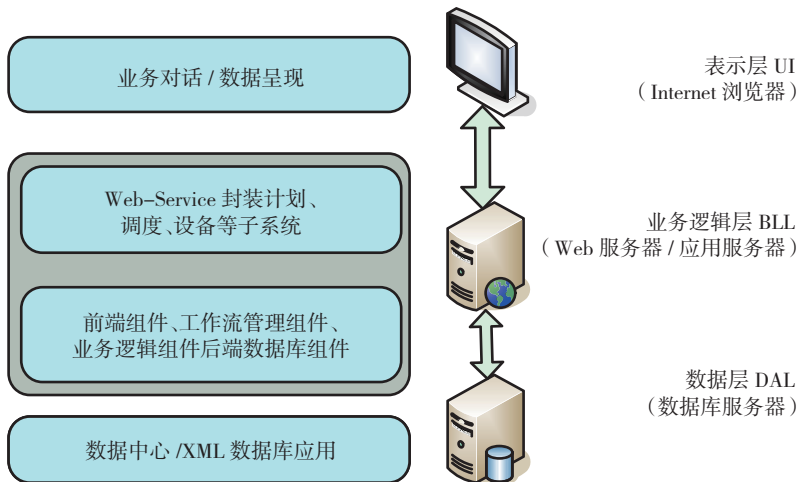 业务对话 / 数据呈现
表示层 UI
（Internet 浏览器）
Web-Service 封装计划、
调度、设备等子系统
业务逻辑层 BLL
（Web 服务器 / 应用服务器）
前端组件、工作流管理组件、
业务逻辑组件后端数据库组件
数据层 DAL
（数据库服务器）
数据中心 /XML 数据库应用